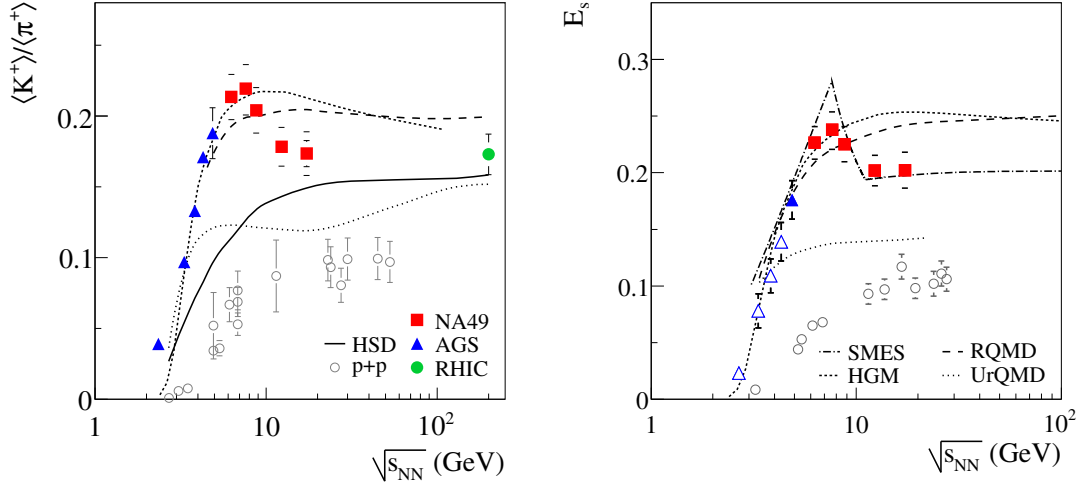 ⟨K⁺⟩/⟨π⁺⟩
0.2
0.1
0
HSD
p+p
NA49
AGS
RHIC
1
10
10²
√s_NN (GeV)
E_s
0.3
0.2
0.1
0
SMES
HGM
RQMD
UrQMD
1
10
10²
√s_NN (GeV)